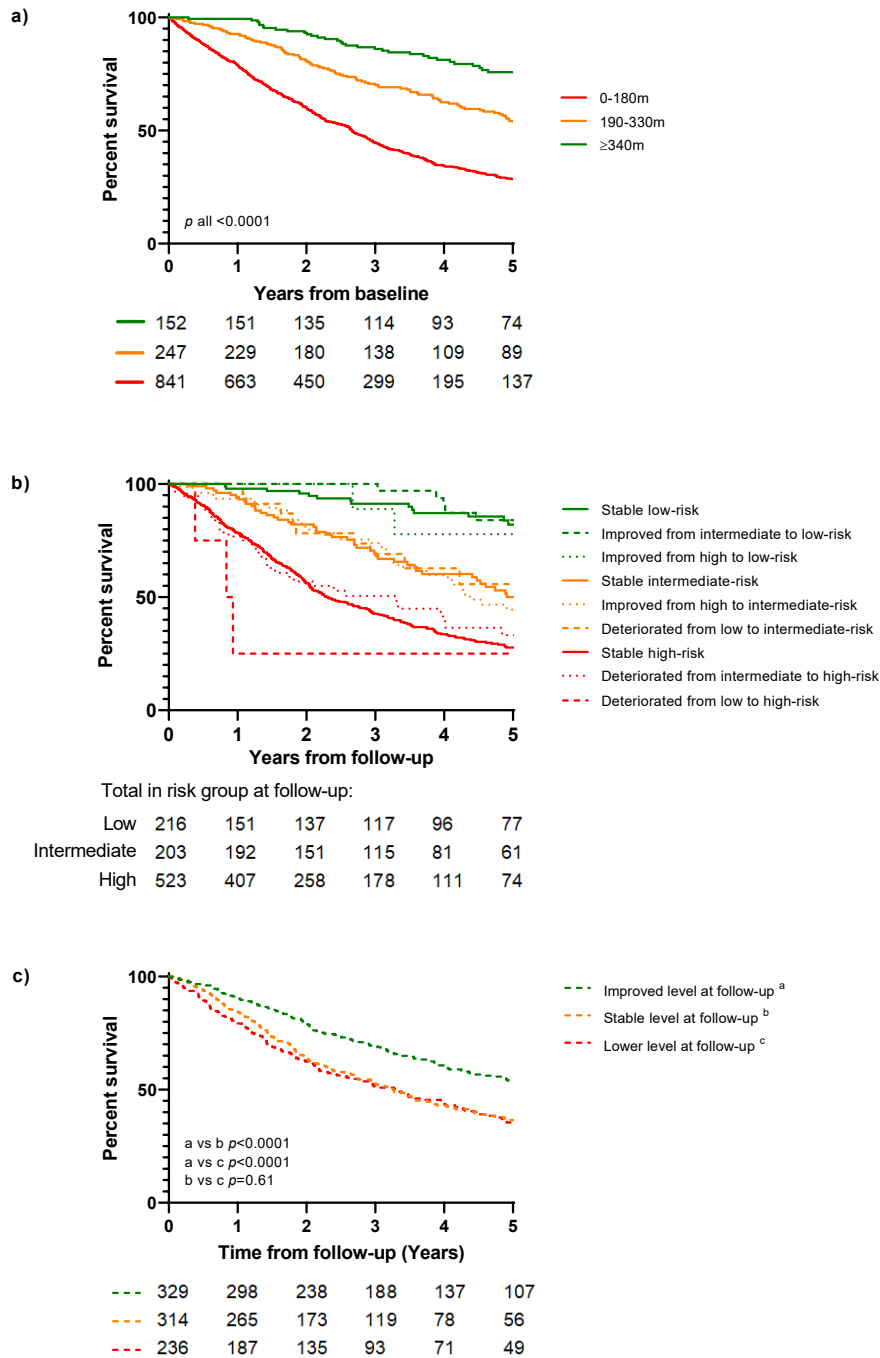 a)
100
50
0
Percent survival
p all <0.0001
0 1 2 3 4 5
Years from baseline
0-180m
190-330m
≥340m
152 151 135 114 93 74
247 229 180 138 109 89
841 663 450 299 195 137
b)
100
50
0
Percent survival
0 1 2 3 4 5
Years from follow-up
Stable low-risk
Improved from intermediate to low-risk
Improved from high to low-risk
Stable intermediate-risk
Improved from high to intermediate-risk
Deteriorated from low to intermediate-risk
Stable high-risk
Deteriorated from intermediate to high-risk
Deteriorated from low to high-risk
Total in risk group at follow-up:
Low 216 151 137 117 96 77
Intermediate 203 192 151 115 81 61
High 523 407 258 178 111 74
c)
100
50
0
Percent survival
a vs b p<0.0001
a vs c p<0.0001
b vs c p=0.61
0 1 2 3 4 5
Time from follow-up (Years)
Improved level at follow-up a
Stable level at follow-up b
Lower level at follow-up c
329 298 238 188 137 107
314 265 173 119 78 56
236 187 135 93 71 49